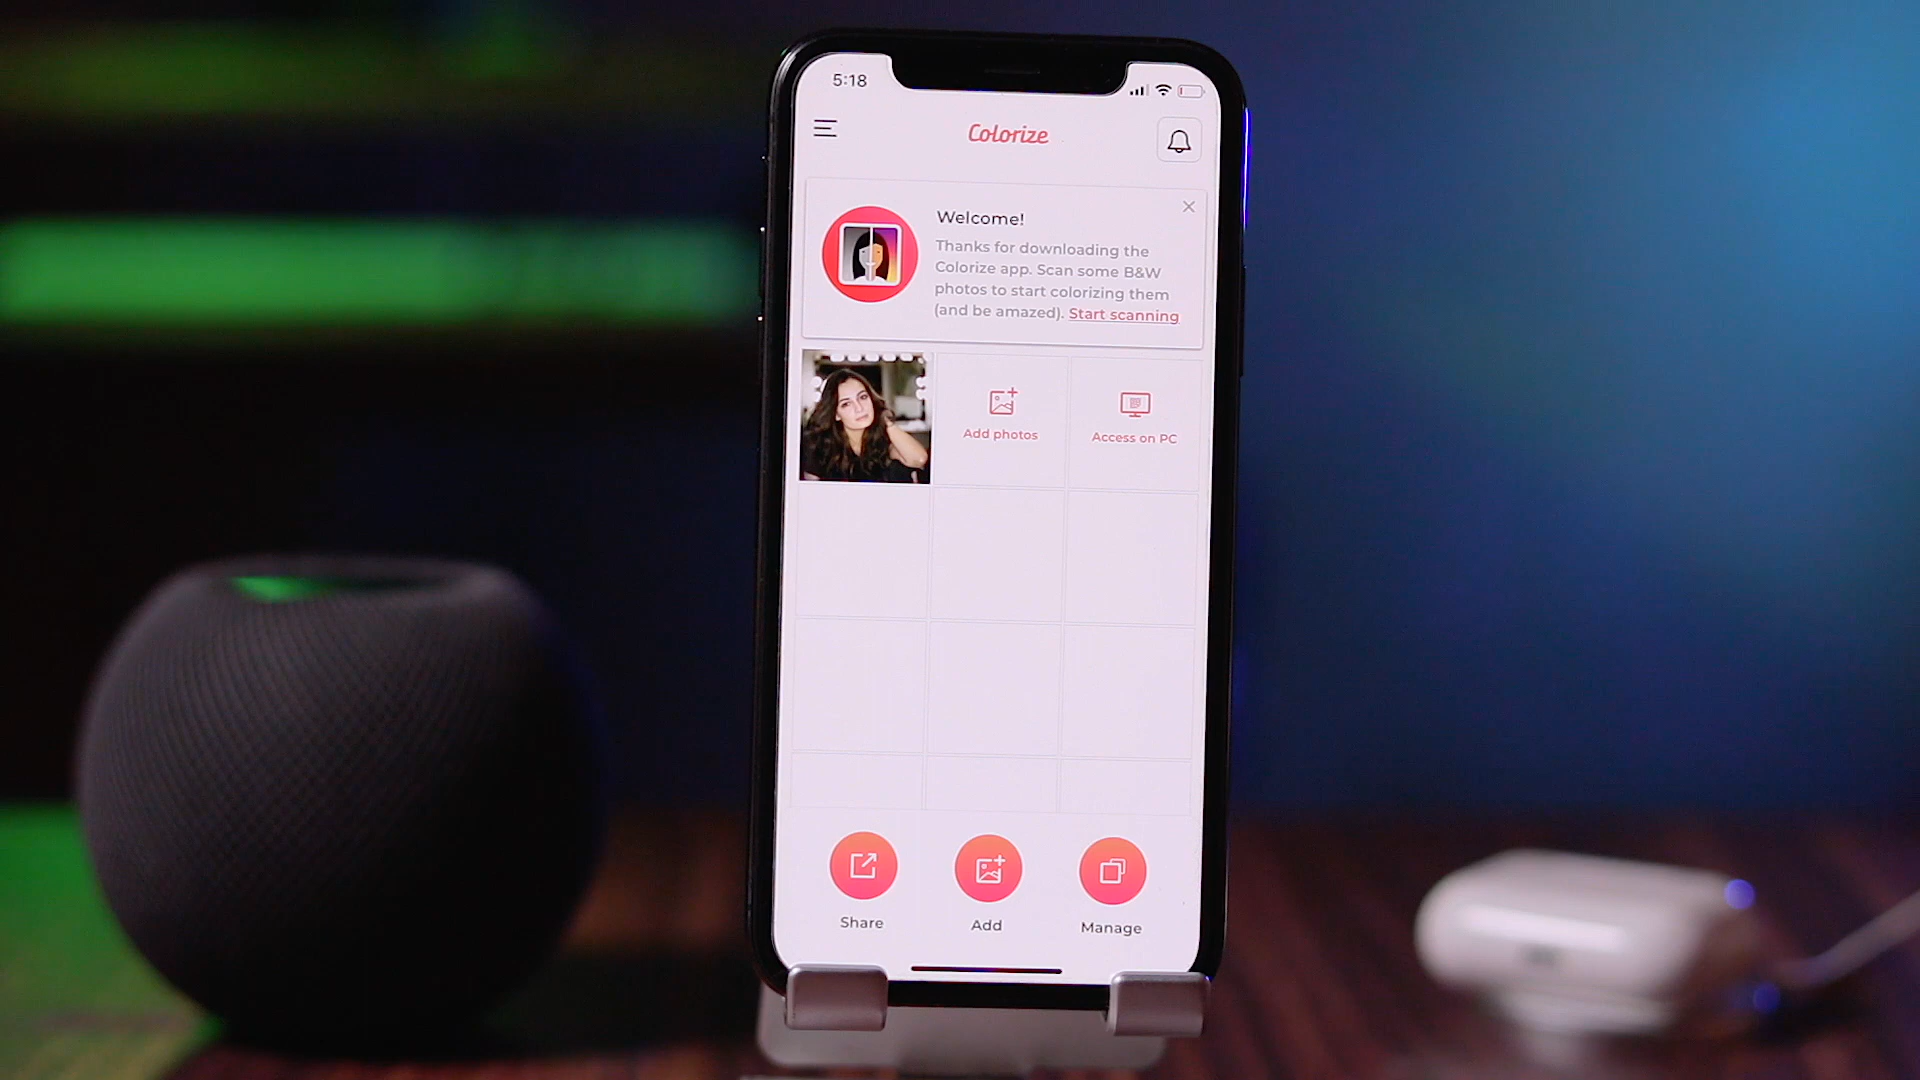 5:18
Colorize
Welcome!
Thanks for downloading the
Colorize app. Scan some B&W
photos to start colorizing them
(and be amazed). Start scanning
Add photos
Access on PC
Share
Add
Manage